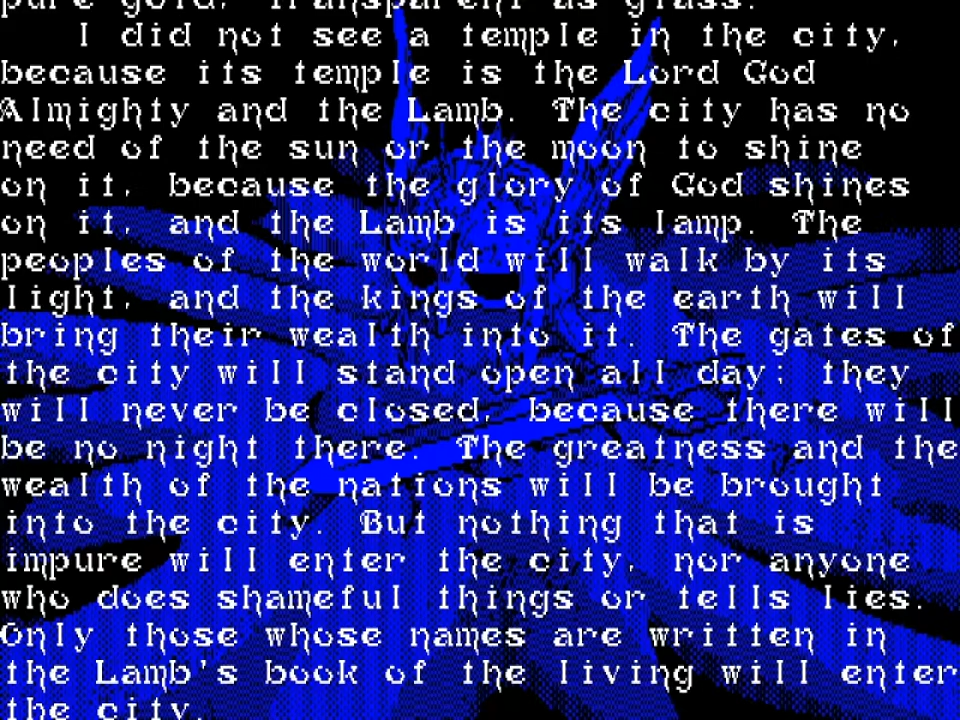 pure gold, transparent as glass.
I did not see a temple in the city,
because its temple is the Lord God
Almighty and the Lamb. The city has no
need of the sun or the moon to shine
on it, because the glory of God shines
on it, and the Lamb is its lamp. The
peoples of the world will walk by its
light, and the kings of the earth will
bring their wealth into it. The gates of
the city will stand open all day; they
will never be closed, because there will
be no night there. The greatness and the
wealth of the nations will be brought
into the city. But nothing that is
impure will enter the city, nor anyone
who does shameful things or tells lies.
Only those whose names are written in
the Lamb's book of the living will enter
the city.